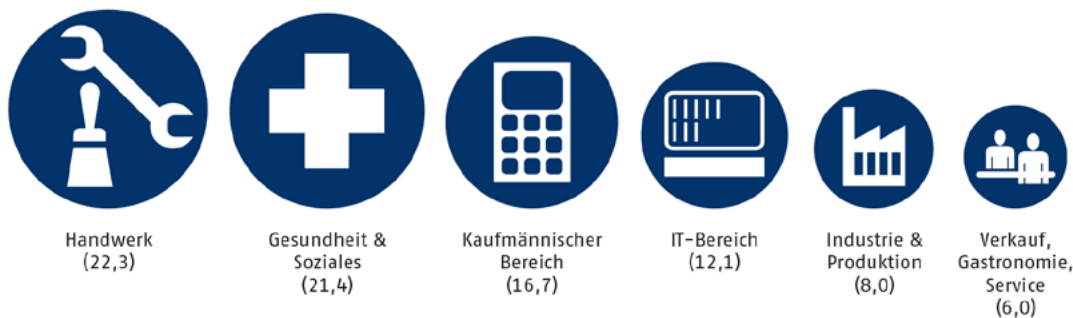 Handwerk
(22,3)
Gesundheit &
Soziales
(21,4)
Kaufmännischer
Bereich
(16,7)
IT-Bereich
(12,1)
Industrie &
Produktion
(8,0)
Verkauf,
Gastronomie,
Service
(6,0)